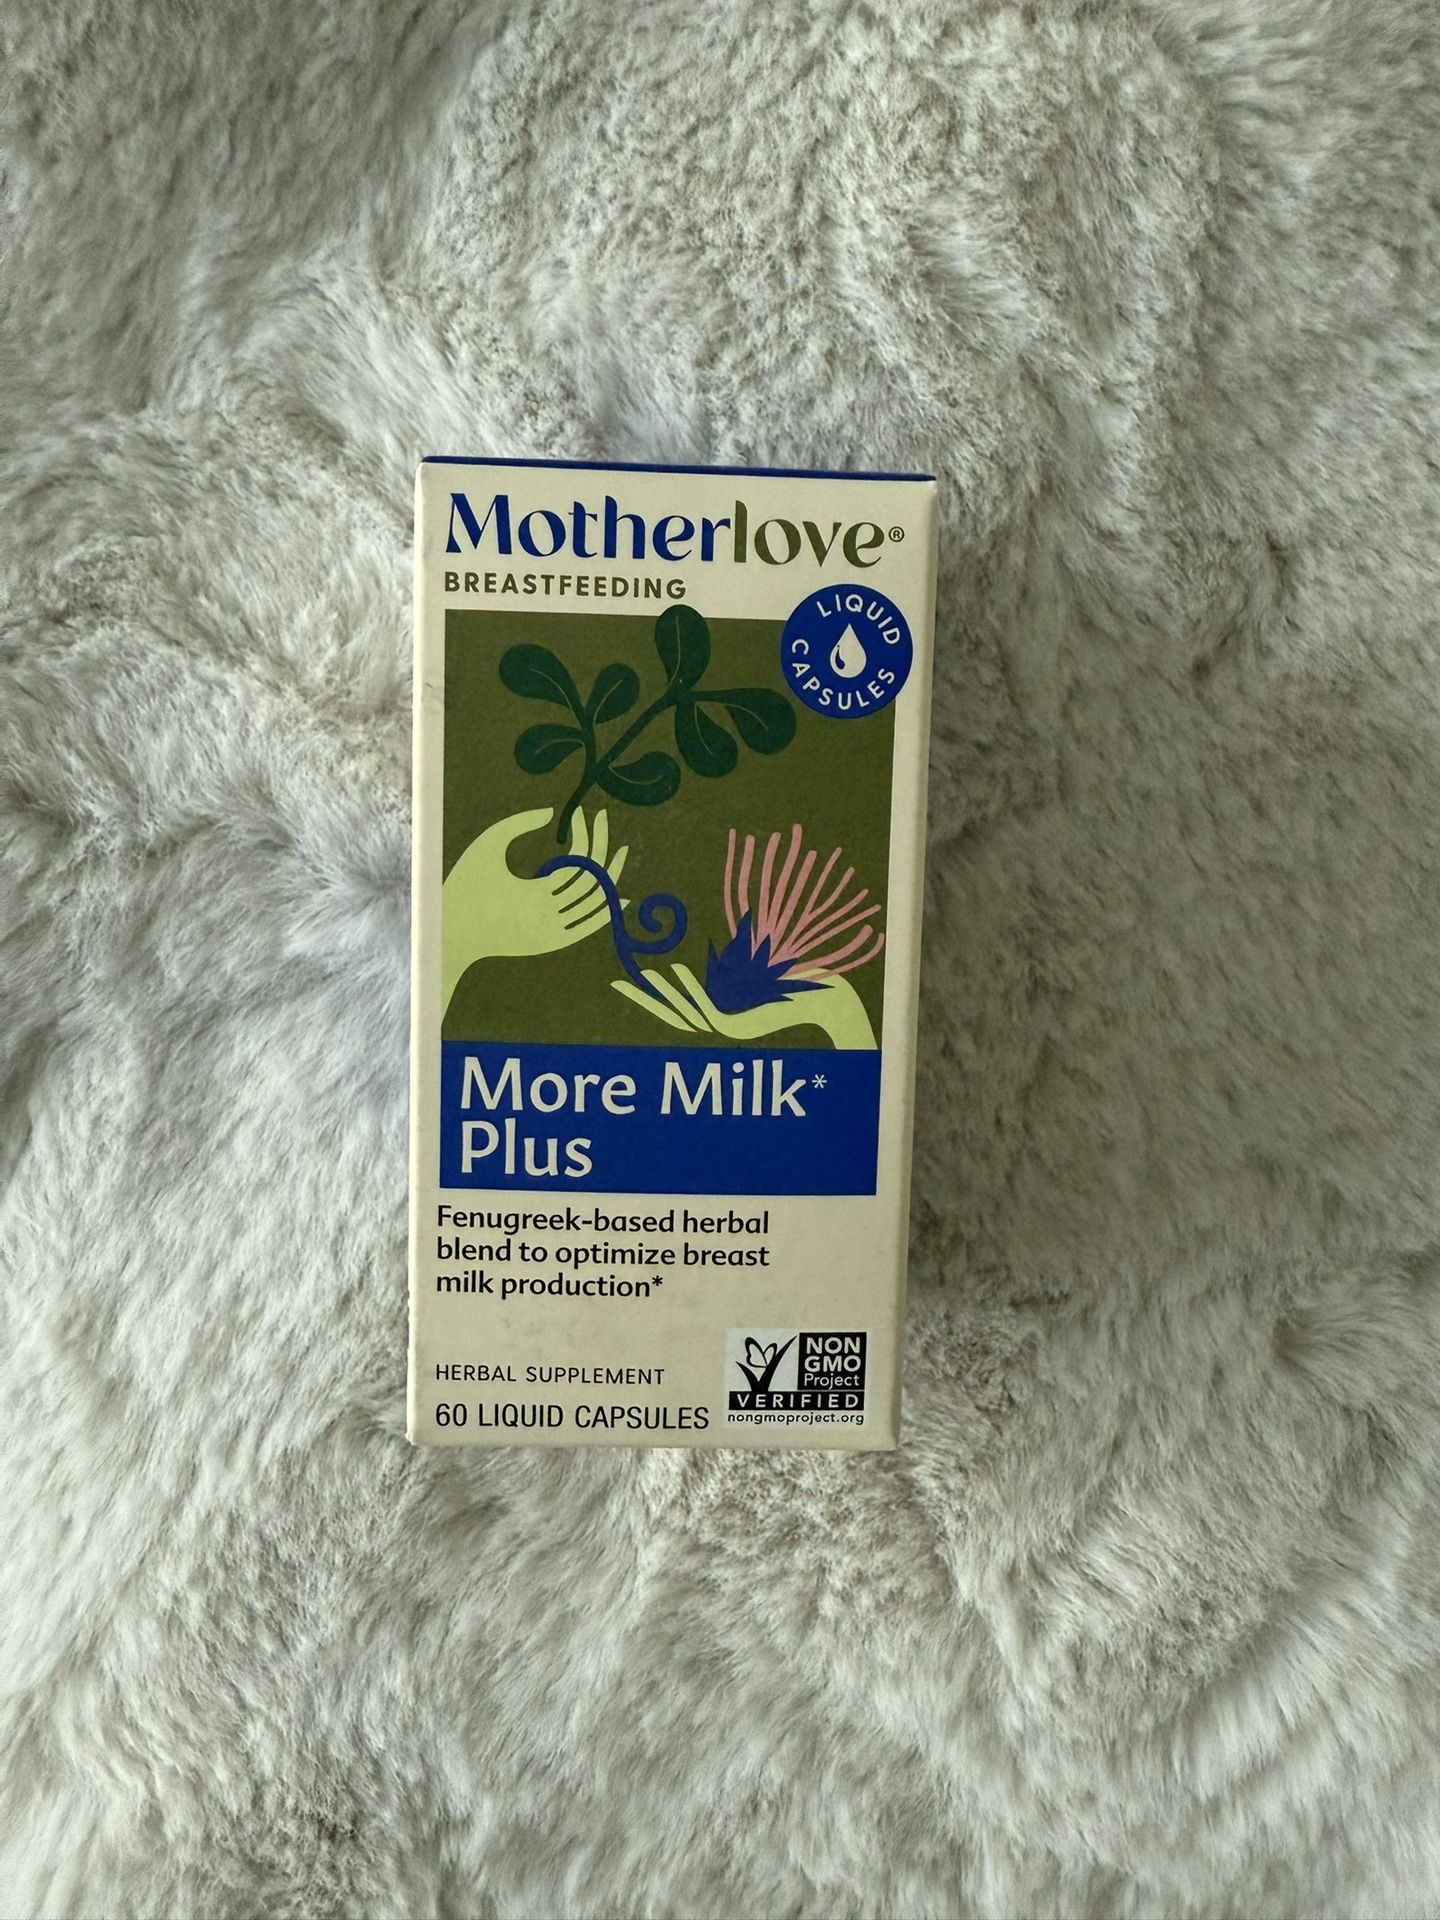 Motherlove®
BREASTFEEDING
LIQUID
CAPSULES
More Milk*
Plus
Fenugreek-based herbal
blend to optimize breast
milk production*
HERBAL SUPPLEMENT
60 LIQUID CAPSULES
NON
GMO
Project
VERIFIED
nongmoproject.org